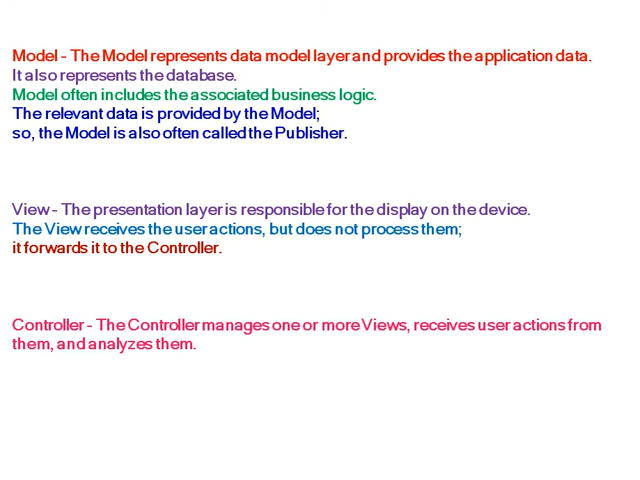 Model - The Model represents data model layer and provides the application data.
It also represents the database.
Model often includes the associated business logic.
The relevant data is provided by the Model;
so, the Model is also often called the Publisher.
View - The presentation layer is responsible for the display on the device.
The View receives the user actions, but does not process them;
it forwards it to the Controller.
Controller - The Controller manages one or more Views, receives user actions from
them, and analyzes them.